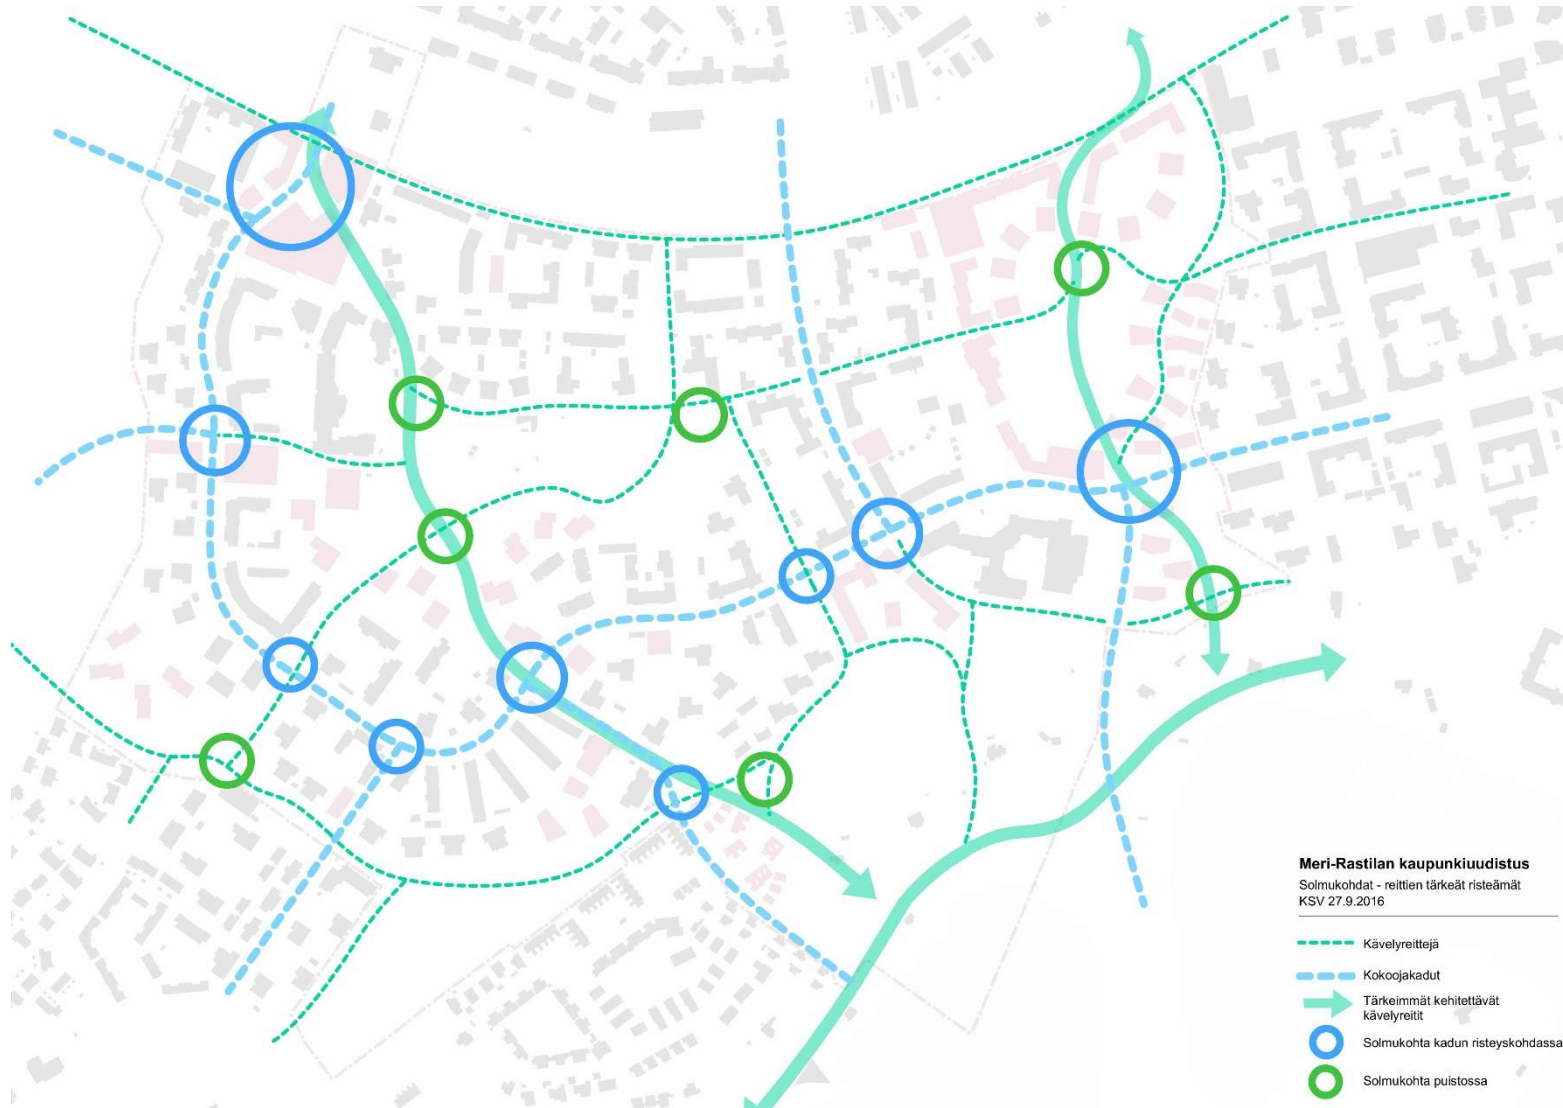 Meri-Rastilan kaupunkiuudistus
Solmukohdat - reittien tärkeät risteämät
KSV 27.9.2016
Kävelyreittejä
Kokoojakadut
Tärkeimmät kehitettävät
kävelyreitit
Solmukohta kadun risteyskohdassa
Solmukohta puistossa